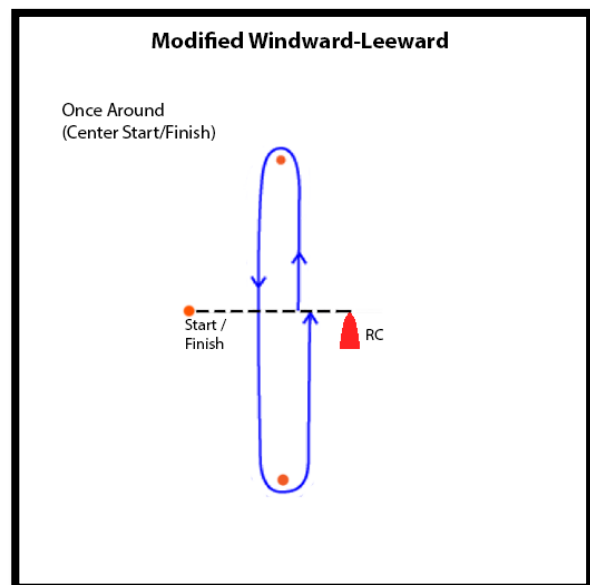 Modified Windward-Leeward
Once Around
(Center Start/Finish)
Start /
Finish
RC